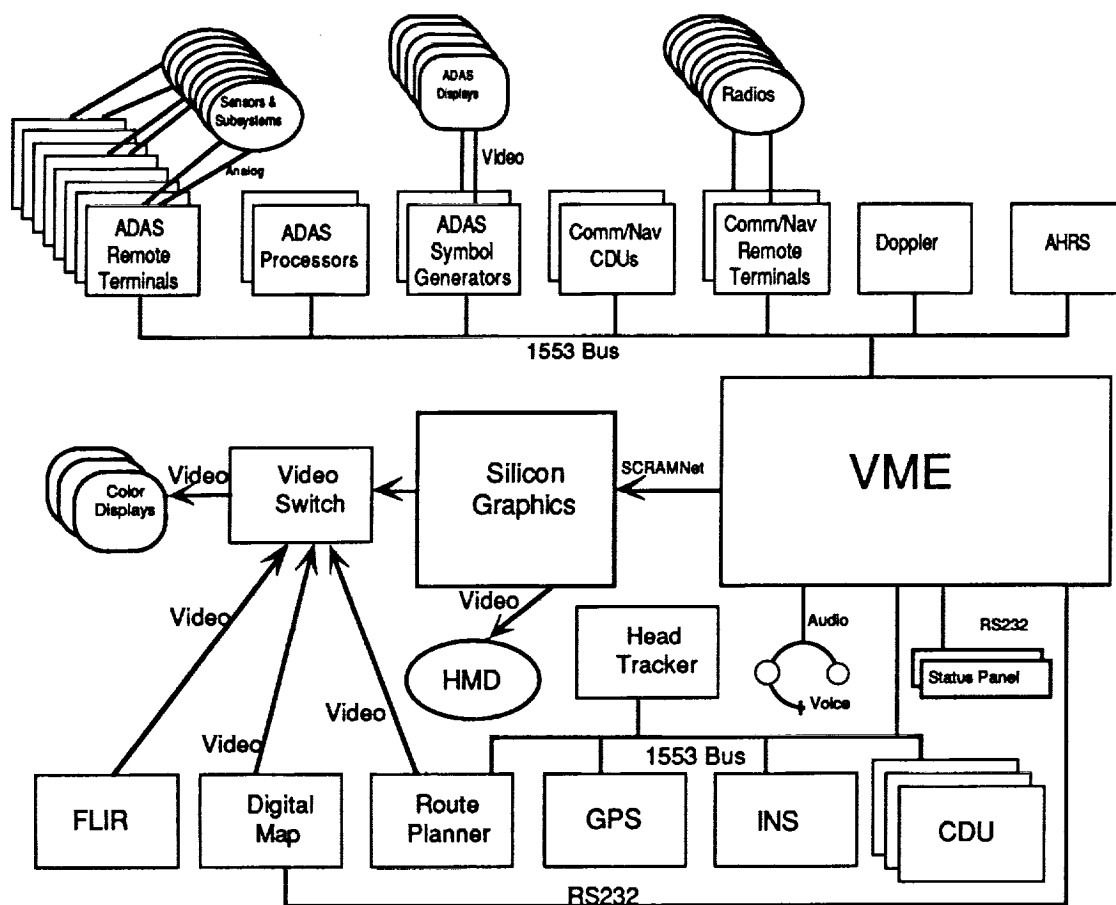 Sensors &
Subsystems
ADAS
Displays
Radios
Analog
Video
ADAS
Remote
Terminals
ADAS
Processors
ADAS
Symbol
Generators
Comm/Nav
CDUs
Comm/Nav
Remote
Terminals
Doppler
AHRS
1553 Bus
Color
Displays
Video
Video
Switch
Silicon
Graphics
SCRAMNet
VME
Video
Video
HMD
Head
Tracker
Audio
Voice
RS232
Status Panel
Video
Video
1553 Bus
FLIR
Digital
Map
Route
Planner
GPS
INS
CDU
RS232